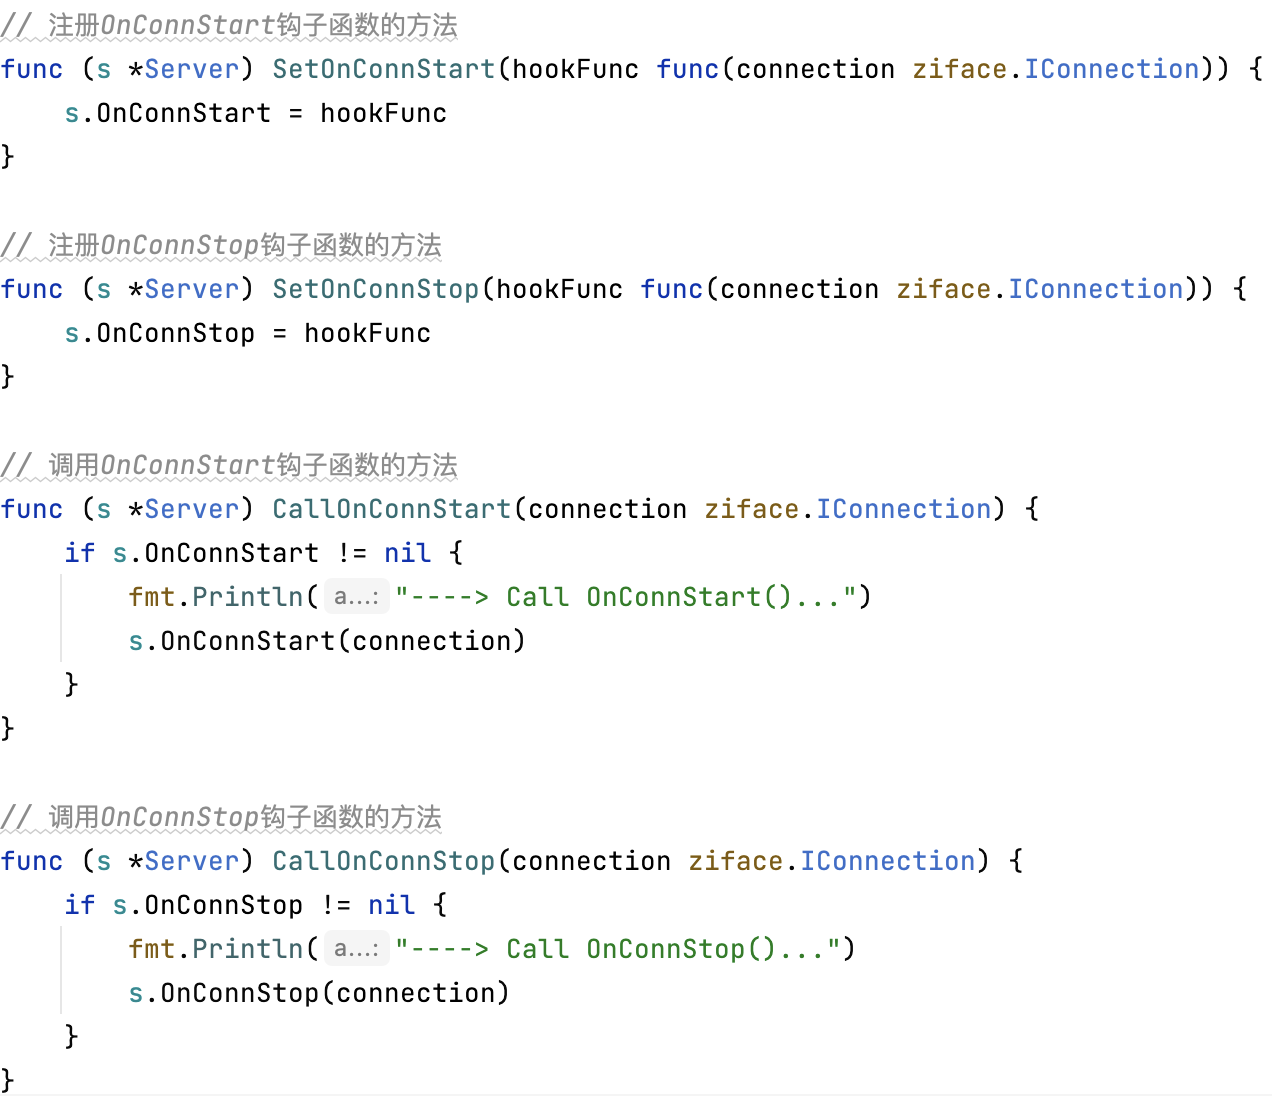 // 注册OnConnStart钩子函数的方法
func (s *Server) SetOnConnStart(hookFunc func(connection ziface.IConnection)) {
    s.OnConnStart = hookFunc
}

// 注册OnConnStop钩子函数的方法
func (s *Server) SetOnConnStop(hookFunc func(connection ziface.IConnection)) {
    s.OnConnStop = hookFunc
}

// 调用OnConnStart钩子函数的方法
func (s *Server) CallOnConnStart(connection ziface.IConnection) {
    if s.OnConnStart != nil {
        fmt.Println( a...: "----> Call OnConnStart()...")
        s.OnConnStart(connection)
    }
}

// 调用OnConnStop钩子函数的方法
func (s *Server) CallOnConnStop(connection ziface.IConnection) {
    if s.OnConnStop != nil {
        fmt.Println( a...: "----> Call OnConnStop()...")
        s.OnConnStop(connection)
    }
}